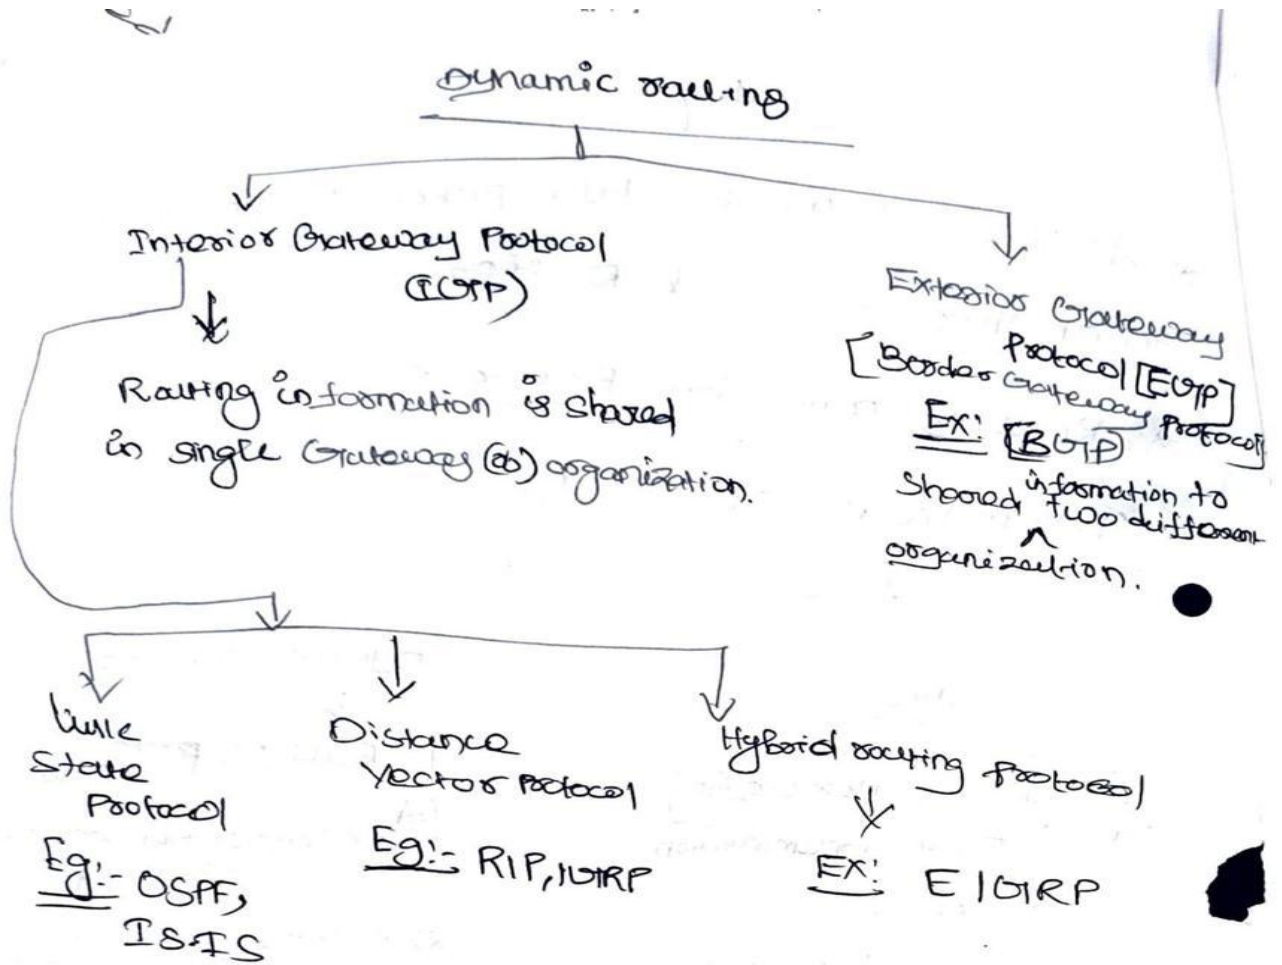 Dynamic routing
Interior Gateway Protocol
(IGP)
Routing information is shared
in single Gateway (or) organization.
Exterior Gateway
Protocol [EGP]
[Border Gateway Protocol]
Ex: [BGP]
Shared information to
two different
organization.
Link
State
Protocol
Eg:- OSPF,
IS-IS
Distance
Vector Protocol
Eg:- RIP, IGRP
Hybrid routing Protocol
Ex: EIGRP